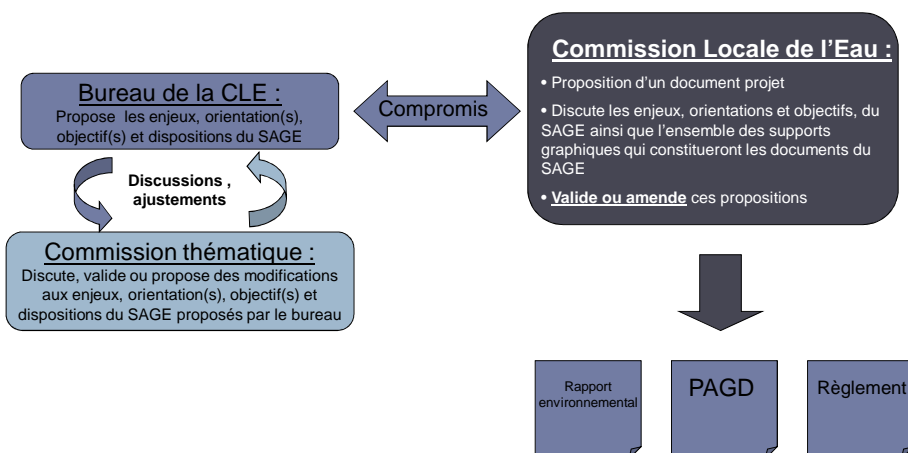 Bureau de la CLE :
Propose les enjeux, orientation(s),
objectif(s) et dispositions du SAGE
Discussions ,
ajustements
Commission thématique :
Discute, valide ou propose des modifications
aux enjeux, orientation(s), objectif(s) et
dispositions du SAGE proposés par le bureau
Compromis
Commission Locale de l’Eau :
• Proposition d’un document projet
• Discute les enjeux, orientations et objectifs, du
SAGE ainsi que l’ensemble des supports
graphiques qui constitueront les documents du
SAGE
• Valide ou amende ces propositions
Rapport
environnemental
PAGD
Règlement